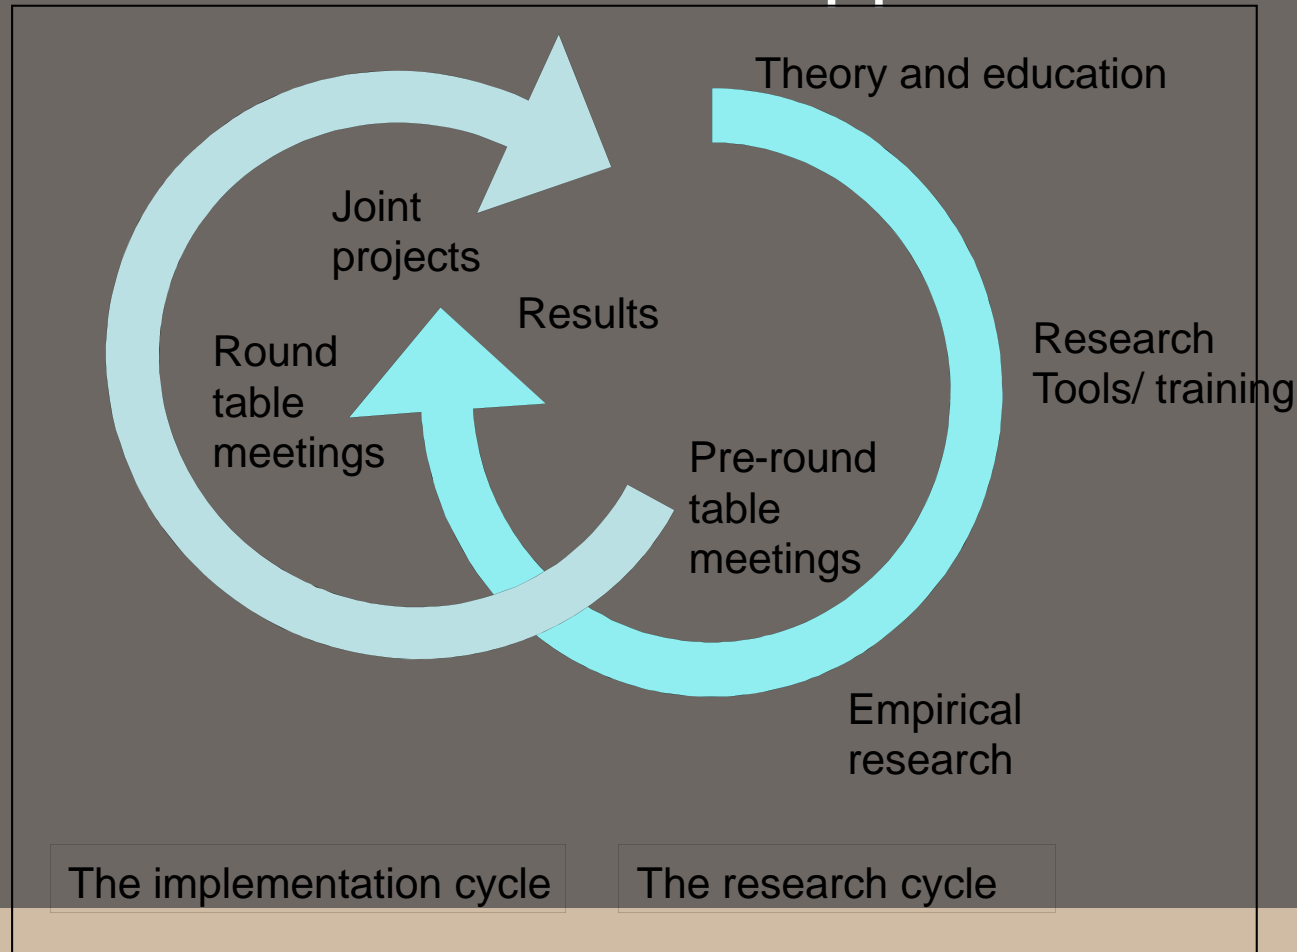 Theory and education
Joint
projects
Results
Round
table
meetings
Research
Tools/ training
Pre-round
table
meetings
Empirical
research
The implementation cycle
The research cycle